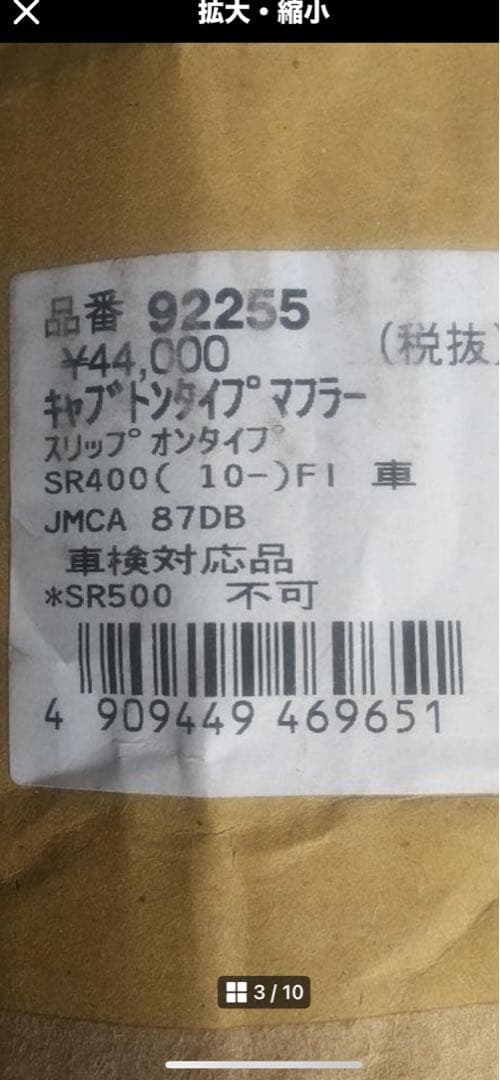 拡大・縮小
品番 92255
¥44,000 (税抜)
ｷｬﾌﾞﾄﾝﾀｲﾌﾟﾏﾌﾗｰ
ｽﾘｯﾌﾟｵﾝﾀｲﾌﾟ
SR400( 10-)FI 車
JMCA 87DB
車検対応品
*SR500 不可
4 909449 469651
3 / 10